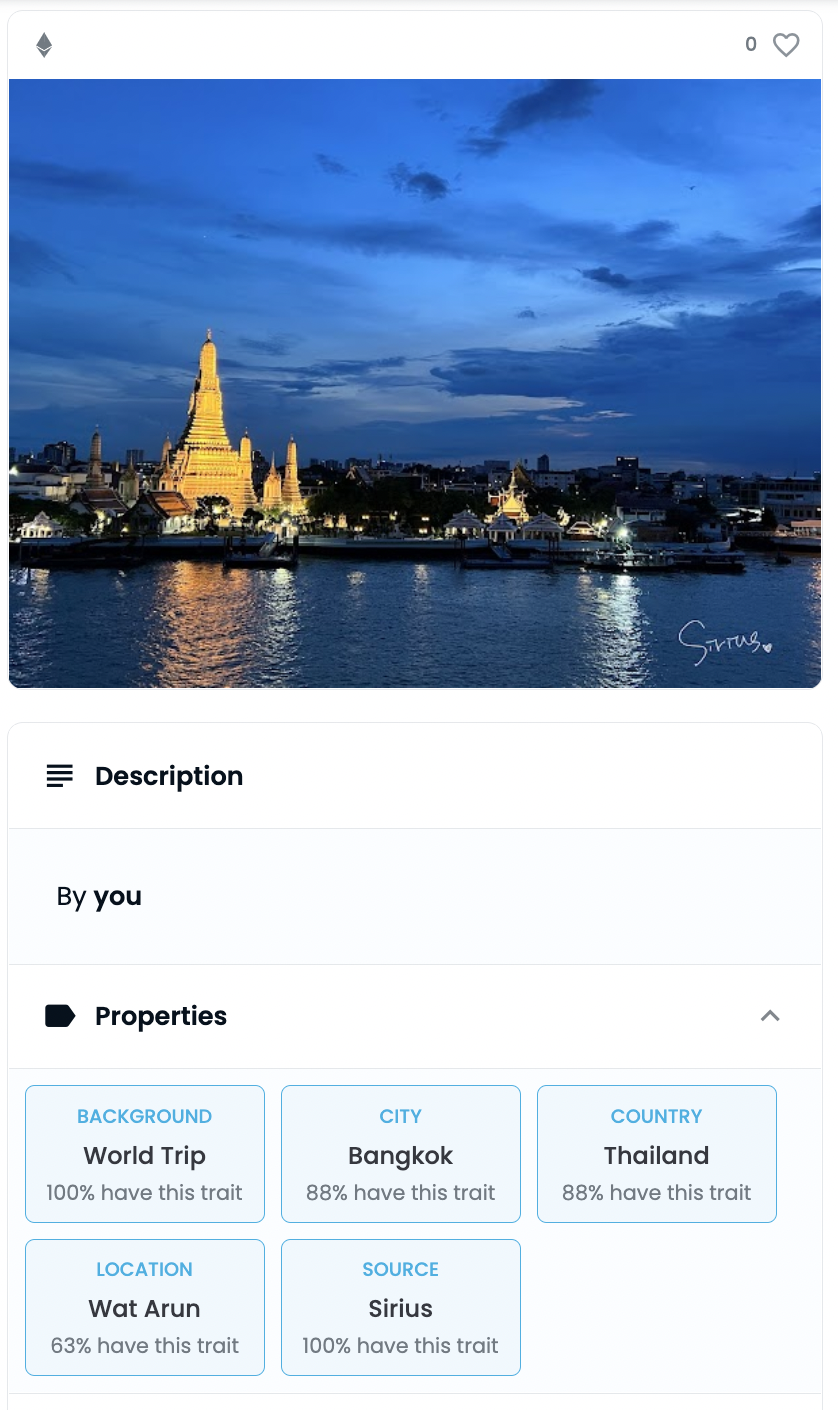 0
Sirius
Description
By you
Properties
BACKGROUND
World Trip
100% have this trait
CITY
Bangkok
88% have this trait
COUNTRY
Thailand
88% have this trait
LOCATION
Wat Arun
63% have this trait
SOURCE
Sirius
100% have this trait